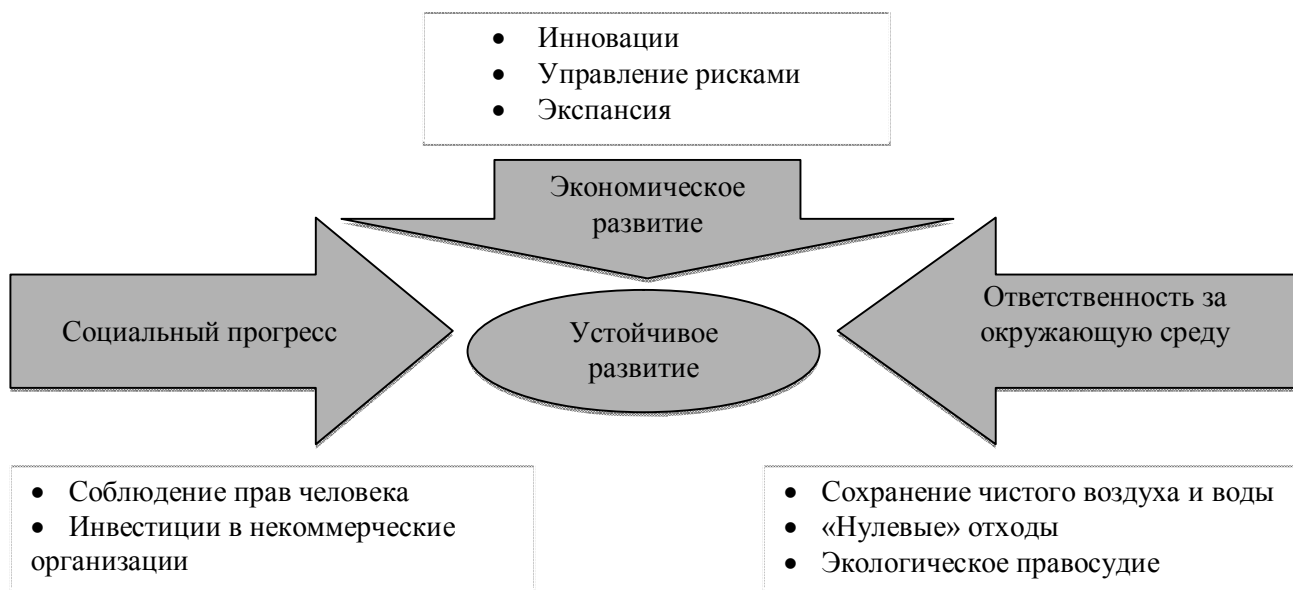 • Инновации
• Управление рисками
• Экспансия
Экономическое
развитие
Социальный прогресс
Устойчивое
развитие
Ответственность за
окружающую среду
• Соблюдение прав человека
• Инвестиции в некоммерческие
организации
• Сохранение чистого воздуха и воды
• «Нулевые» отходы
• Экологическое правосудие